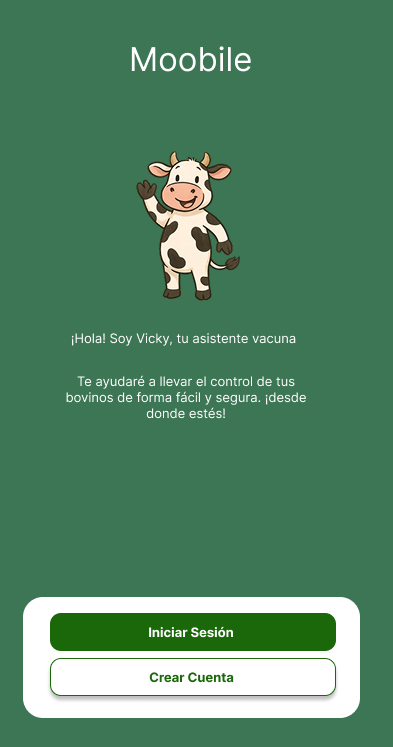 Moobile
¡Hola! Soy Vicky, tu asistente vacuna
Te ayudaré a llevar el control de tus
bovinos de forma fácil y segura. ¡desde
donde estés!
Iniciar Sesión
Crear Cuenta